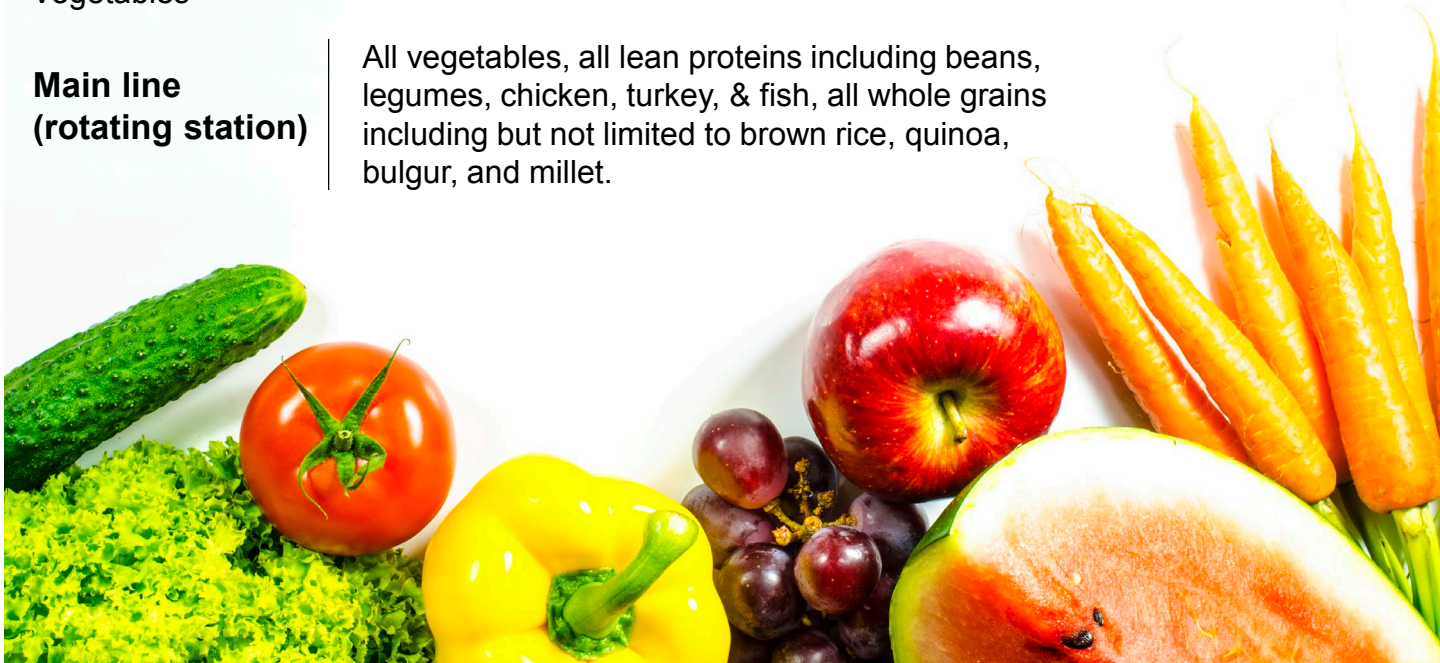 vegetables
Main line
(rotating station)
All vegetables, all lean proteins including beans,
legumes, chicken, turkey, & fish, all whole grains
including but not limited to brown rice, quinoa,
bulgur, and millet.